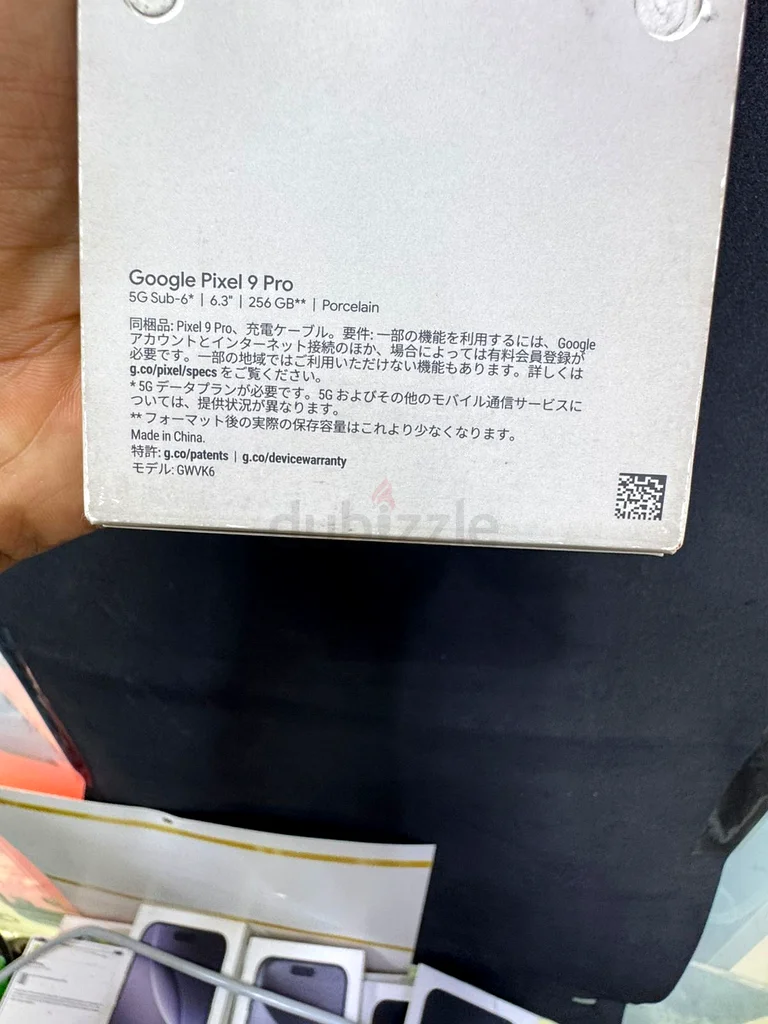 Google Pixel 9 Pro
5G Sub-6* | 6.3" | 256 GB** | Porcelain
同梱品: Pixel 9 Pro、充電ケーブル。要件: 一部の機能を利用するには、Google
アカウントとインターネット接続のほか、場合によっては有料会員登録が
必要です。一部の地域ではご利用いただけない機能もあります。詳しくは
g.co/pixel/specs をご覧ください。
* 5G データプランが必要です。5G およびその他のモバイル通信サービスに
ついては、提供状況が異なります。
** フォーマット後の実際の保存容量はこれより少なくなります。
Made in China.
特許: g.co/patents | g.co/devicewarranty
モデル: GWVK6
dubizzle